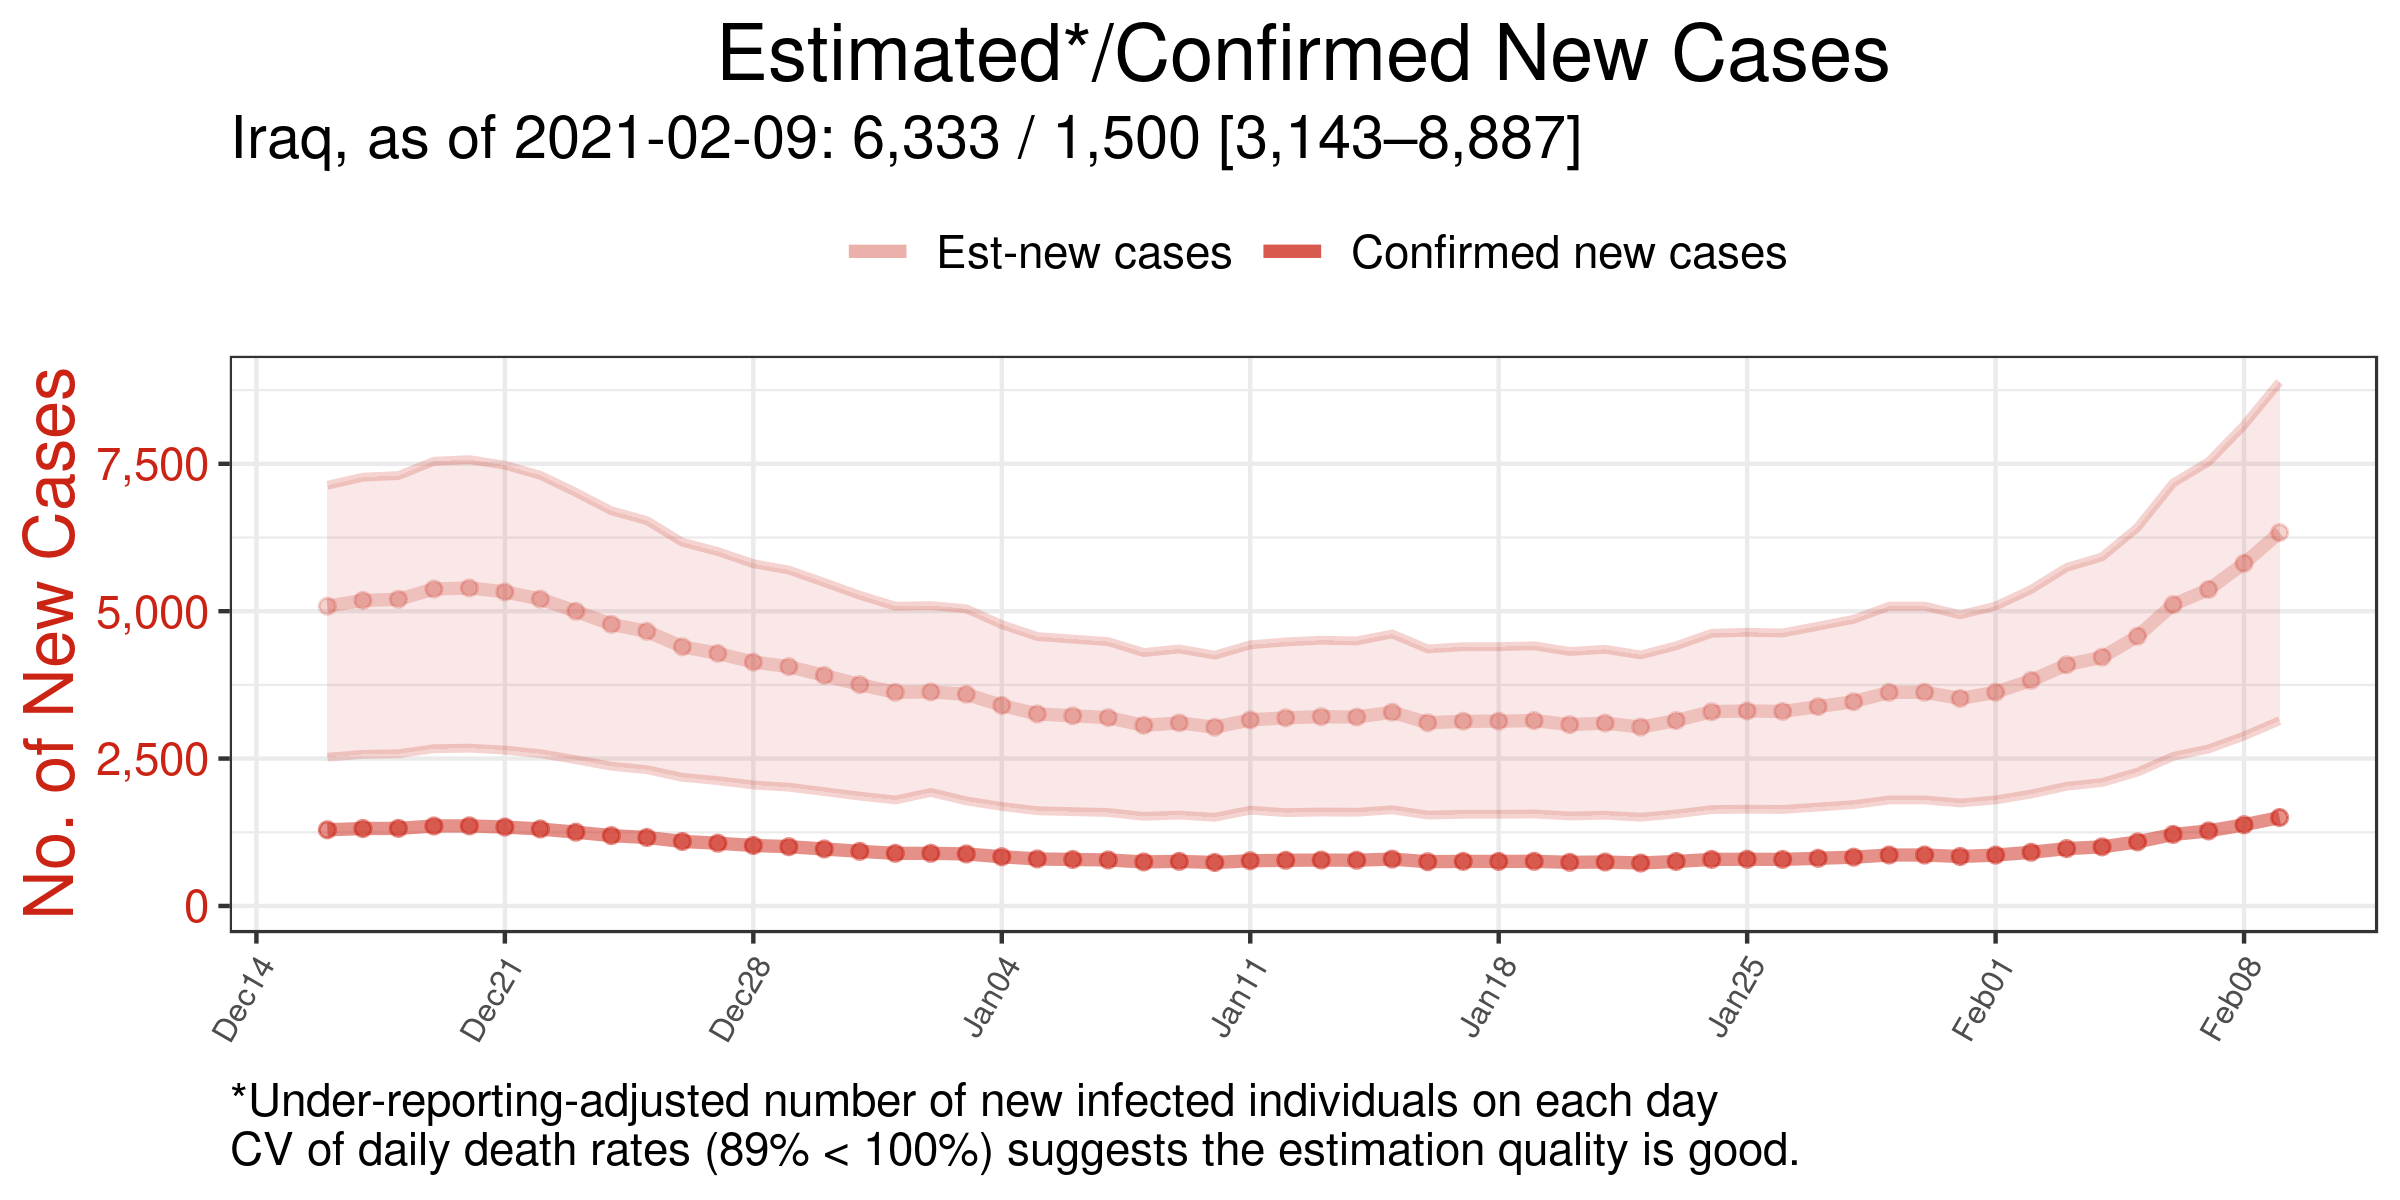 Estimated*/Confirmed New Cases
Iraq, as of 2021-02-09: 6,333 / 1,500 [3,143–8,887]
Est-new cases
Confirmed new cases
No. of New Cases
7,500
5,000
2,500
0
Dec14
Dec21
Dec28
Jan04
Jan11
Jan18
Jan25
Feb01
Feb08
*Under-reporting-adjusted number of new infected individuals on each day
CV of daily death rates (89% < 100%) suggests the estimation quality is good.